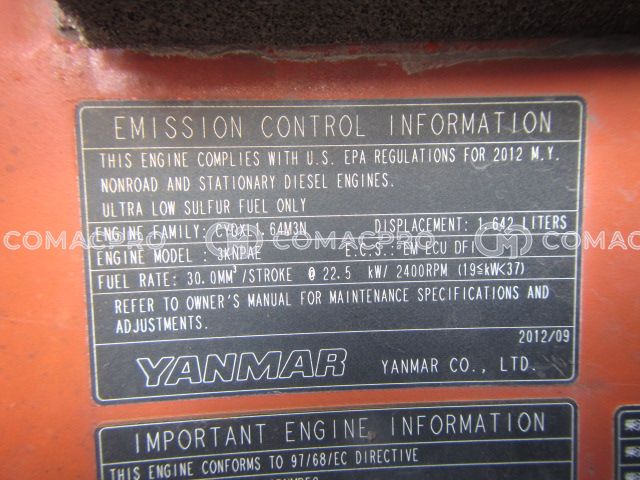 EMISSION CONTROL INFORMATION
THIS ENGINE COMPLIES WITH U.S. EPA REGULATIONS FOR 2012 M.Y.
NONROAD AND STATIONARY DIESEL ENGINES.
ULTRA LOW SULFUR FUEL ONLY
ENGINE FAMILY: DISPLACEMENT: 1.642 LITERS
COMACPRO COMACPRO COMACPRO
ENGINE MODEL : 3KNPAE E.C.S.: EM ECU DFI
FUEL RATE: 30.0MM³/STROKE @ 22.5 kW/ 2400RPM (19≦kW<37)
REFER TO OWNER'S MANUAL FOR MAINTENANCE SPECIFICATIONS AND
ADJUSTMENTS.
2012/09
YANMAR YANMAR CO., LTD.
IMPORTANT ENGINE INFORMATION
THIS ENGINE CONFORMS TO 97/68/EC DIRECTIVE